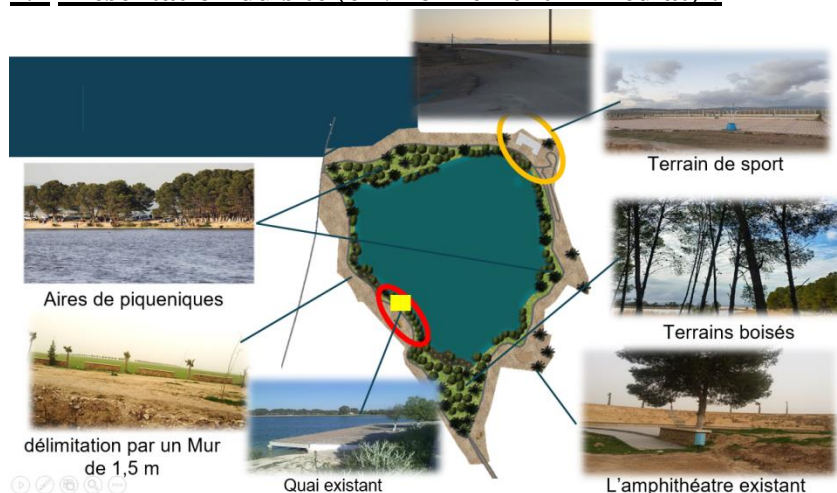 Terrain de sport
Aires de piqueniques
Terrains boisés
délimitation par un Mur
de 1,5 m
Quai existant
L'amphithéatre existant